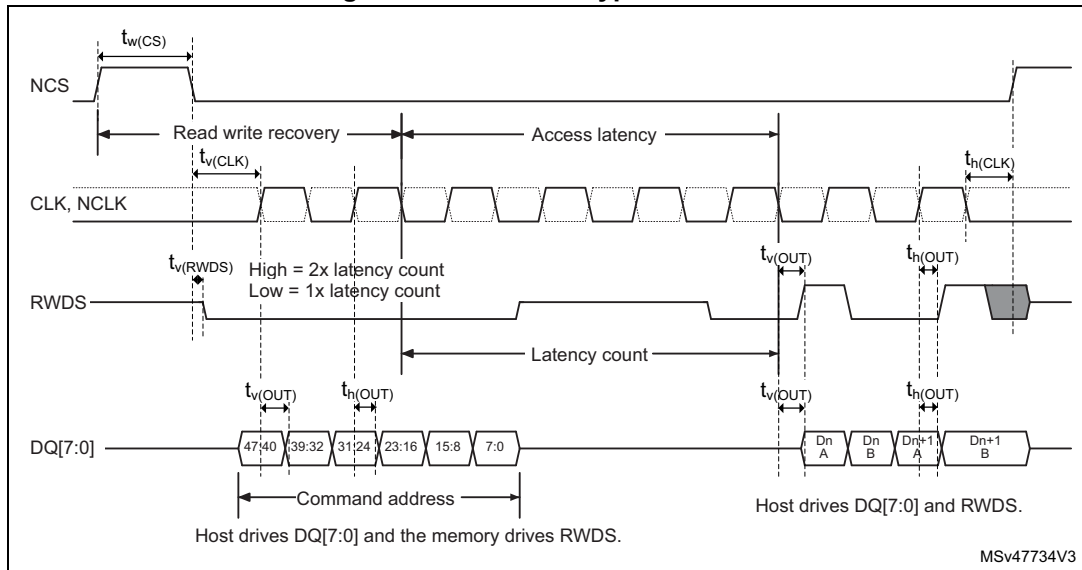 tw(CS)
NCS
Read write recovery
Access latency
tv(CLK)
th(CLK)
CLK, NCLK
tv(RWDS)
High = 2x latency count
Low = 1x latency count
tv(OUT)
th(OUT)
RWDS
Latency count
tv(OUT)
th(OUT)
tv(OUT)
th(OUT)
DQ[7:0]
47:40
39:32
31:24
23:16
15:8
7:0
Dn
A
Dn
B
Dn+1
A
Dn+1
B
Command address
Host drives DQ[7:0] and RWDS.
Host drives DQ[7:0] and the memory drives RWDS.
MSv47734V3